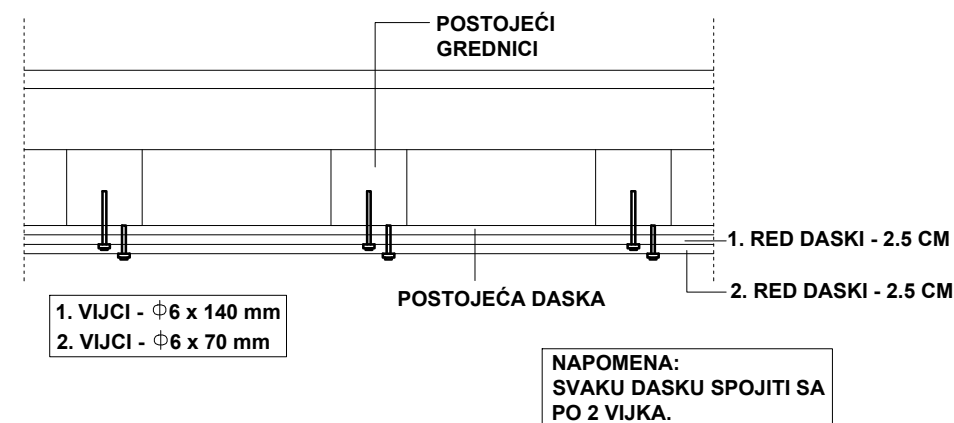 POSTOJEĆI
GREDNICI
1. RED DASKI - 2.5 CM
POSTOJEĆA DASKA
2. RED DASKI - 2.5 CM
1. VIJCI - ϕ6 x 140 mm
2. VIJCI - ϕ6 x 70 mm
NAPOMENA:
SVAKU DASKU SPOJITI SA
PO 2 VIJKA.